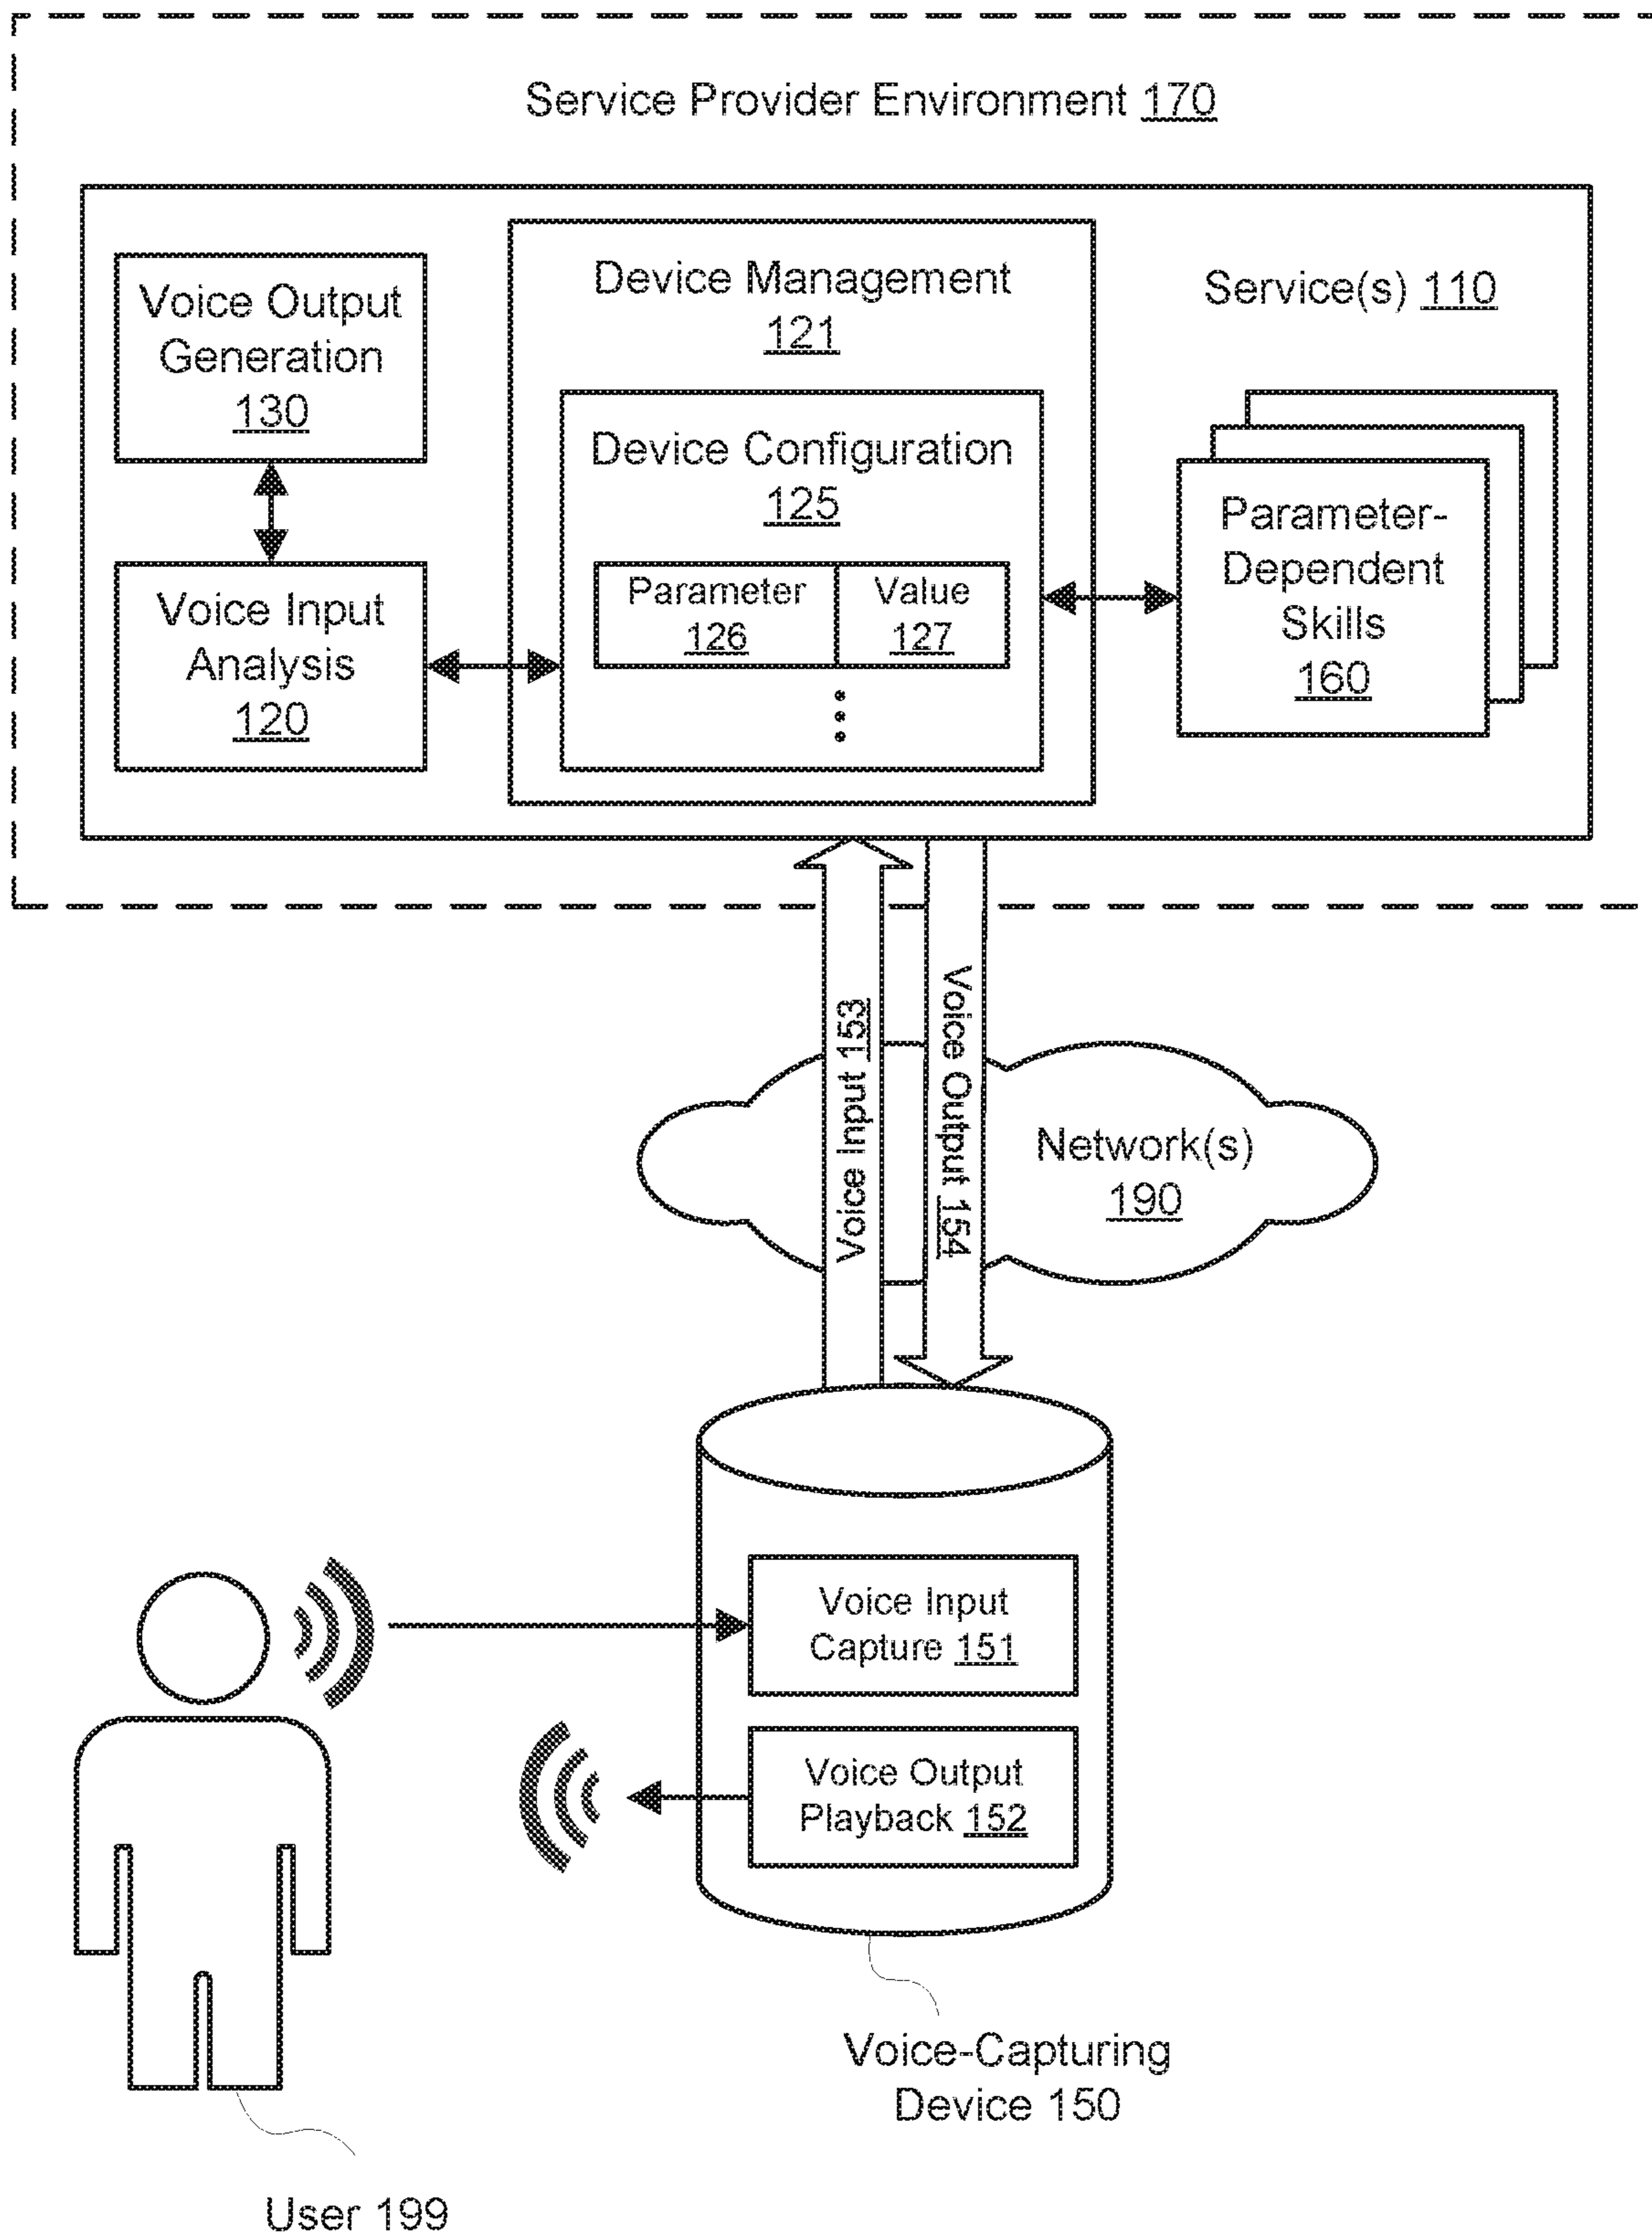 Service Provider Environment 170
Voice Output
Generation
130
Voice Input
Analysis
120
Device Management
121
Device Configuration
125
Parameter
126
Value
127
Service(s) 110
Parameter-
Dependent
Skills
160
Voice Input 153
Voice Output 154
Network(s)
190
Voice Input
Capture 151
Voice Output
Playback 152
Voice-Capturing
Device 150
User 199